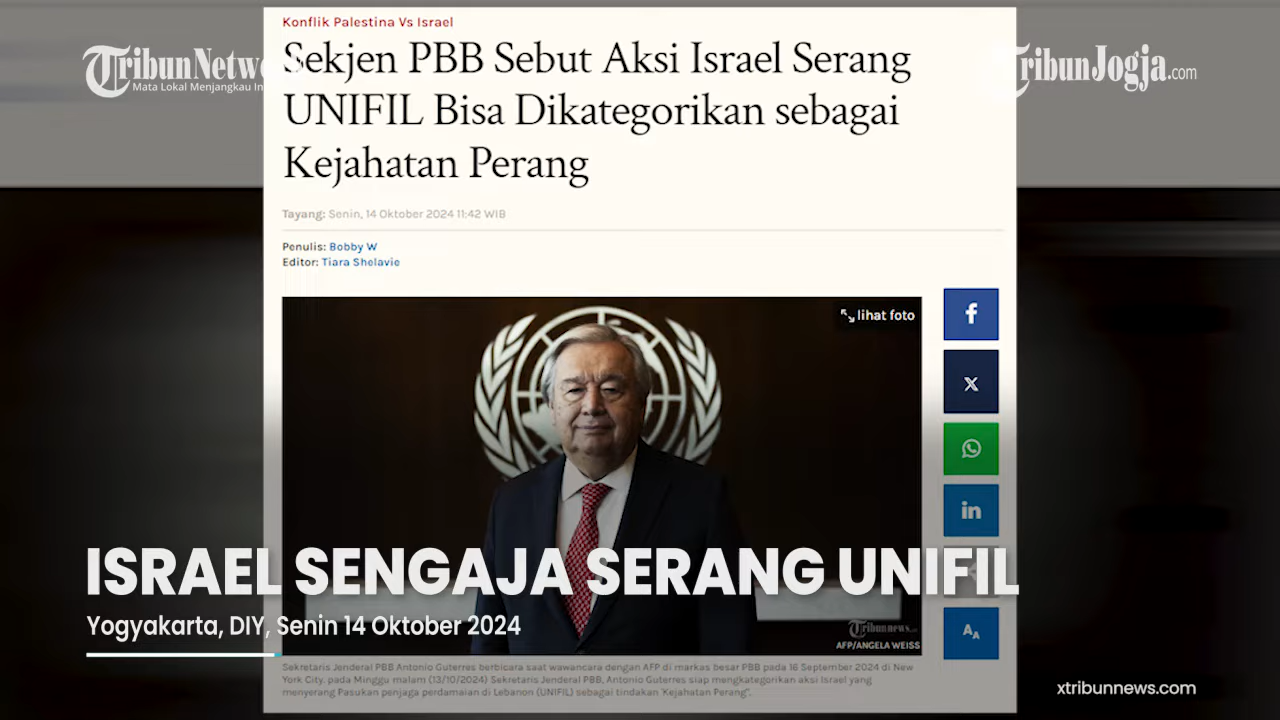 Konflik Palestina Vs Israel
Sekjen PBB Sebut Aksi Israel Serang
UNIFIL Bisa Dikategorikan sebagai
Kejahatan Perang
TribunNetw
Mata Lokal Menjangkau In
TribunJogja.com
Tayang: Senin, 14 Oktober 2024 11:42 WIB
Penulis: Bobby W
Editor: Tiara Shelavie
lihat foto
f
X
in
ISRAEL SENGAJA SERANG UNIFIL
Yogyakarta, DIY, Senin 14 Oktober 2024
AA
Tribunnews.com
AFP/ANGELA WEISS
Sekretaris Jenderal PBB Antonio Guterres berbicara saat wawancara dengan AFP di markas besar PBB pada 16 September 2024 di New
York City. pada Minggu malam (13/10/2024) Sekretaris Jenderal PBB, Antonio Guterres siap mengkategorikan aksi Israel yang
menyerang Pasukan penjaga perdamaian di Lebanon (UNIFIL) sebagai tindakan 'Kejahatan Perang".
xtribunnews.com